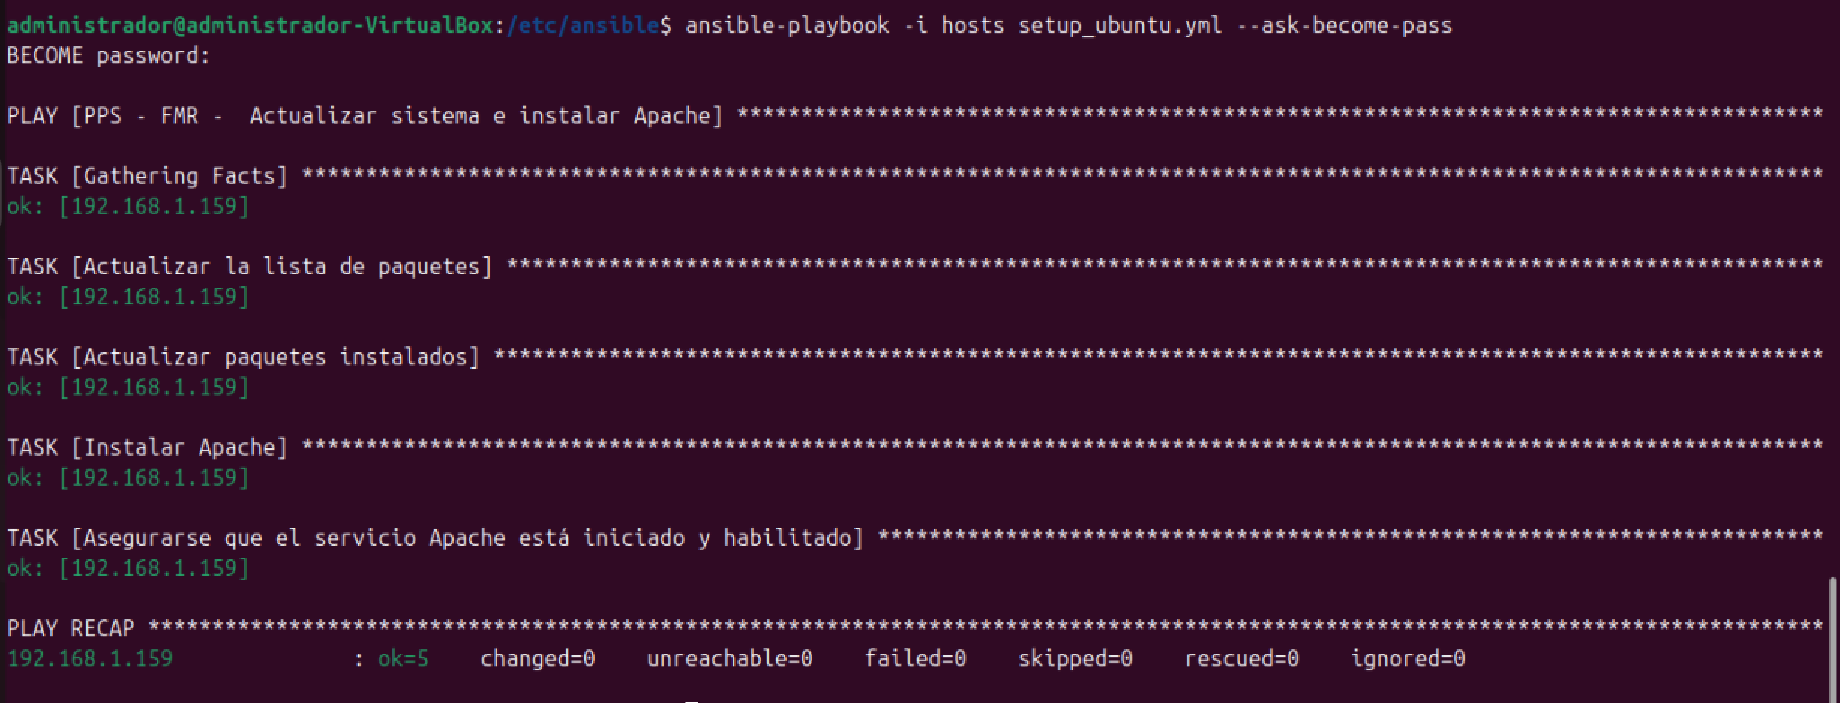 administrador@administrador-VirtualBox:/etc/ansible$ ansible-playbook -i hosts setup_ubuntu.yml --ask-become-pass
BECOME password:
PLAY [PPS - FMR -  Actualizar sistema e instalar Apache] *************************************************************************************
TASK [Gathering Facts] ***********************************************************************************************************************
ok: [192.168.1.159]
TASK [Actualizar la lista de paquetes] *******************************************************************************************************
ok: [192.168.1.159]
TASK [Actualizar paquetes instalados] ********************************************************************************************************
ok: [192.168.1.159]
TASK [Instalar Apache] ***********************************************************************************************************************
ok: [192.168.1.159]
TASK [Asegurarse que el servicio Apache está iniciado y habilitado] **************************************************************************
ok: [192.168.1.159]
PLAY RECAP ***********************************************************************************************************************************
192.168.1.159              : ok=5    changed=0    unreachable=0    failed=0    skipped=0    rescued=0    ignored=0